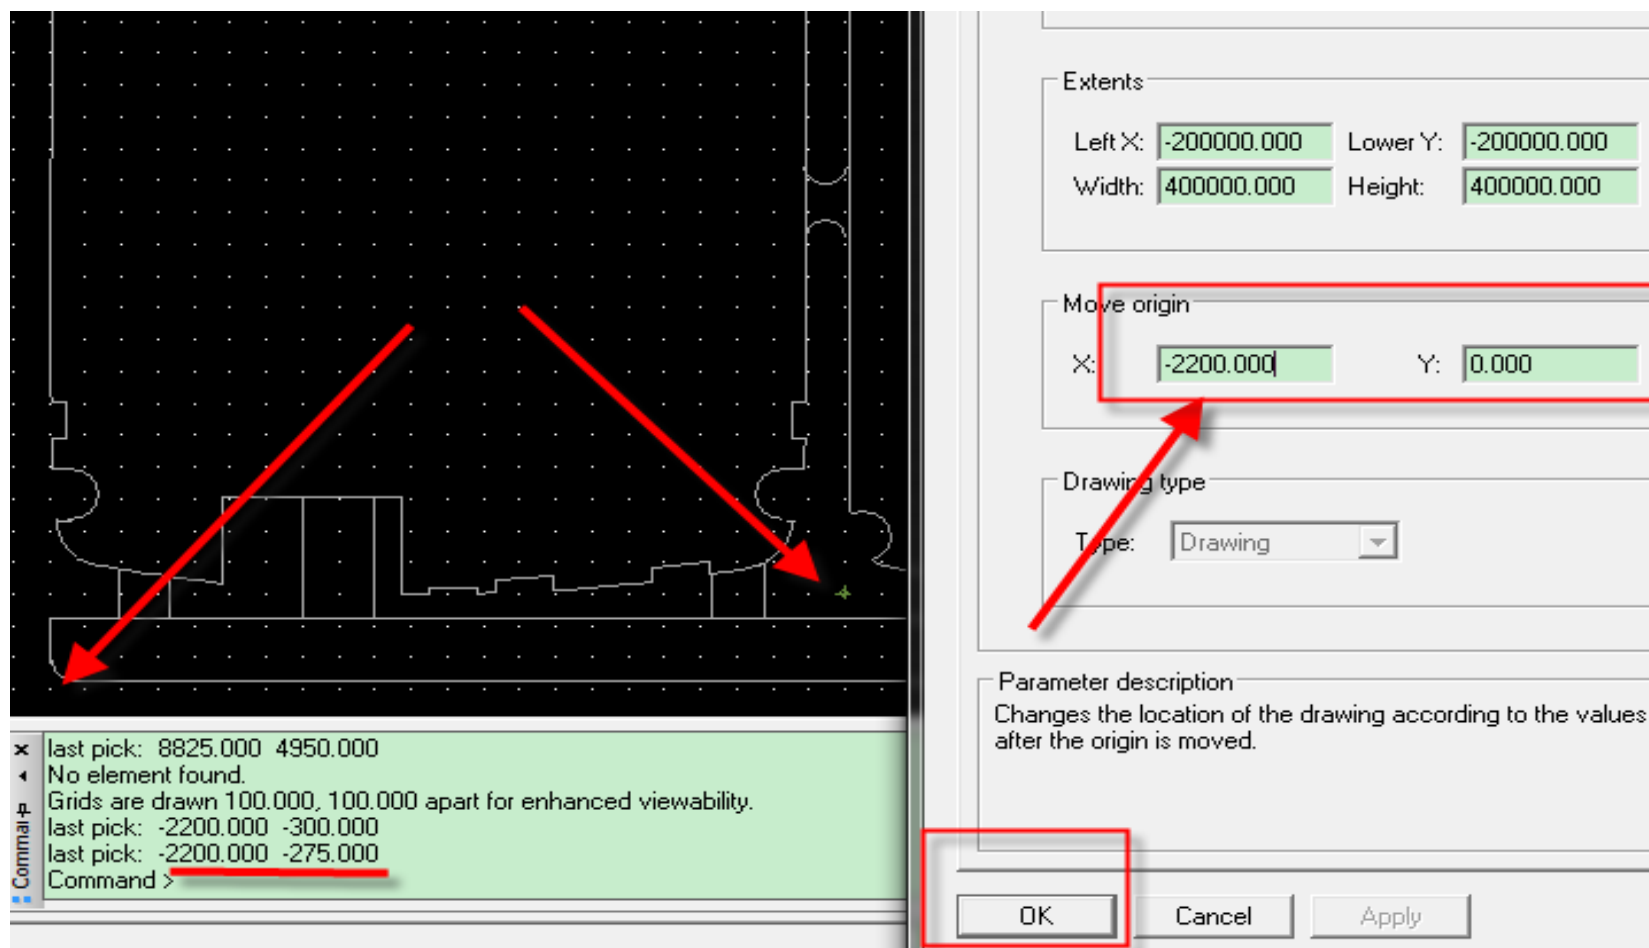 Extents
Left X: -200000.000 Lower Y: -200000.000
Width: 400000.000 Height: 400000.000
Move origin
X: -2200.000 Y: 0.000
Drawing type
Type: Drawing
Parameter description
Changes the location of the drawing according to the values
after the origin is moved.
OK Cancel Apply
last pick: 8825.000 4950.000
No element found.
Grids are drawn 100.000, 100.000 apart for enhanced viewability.
last pick: -2200.000 -300.000
last pick: -2200.000 -275.000
Command >